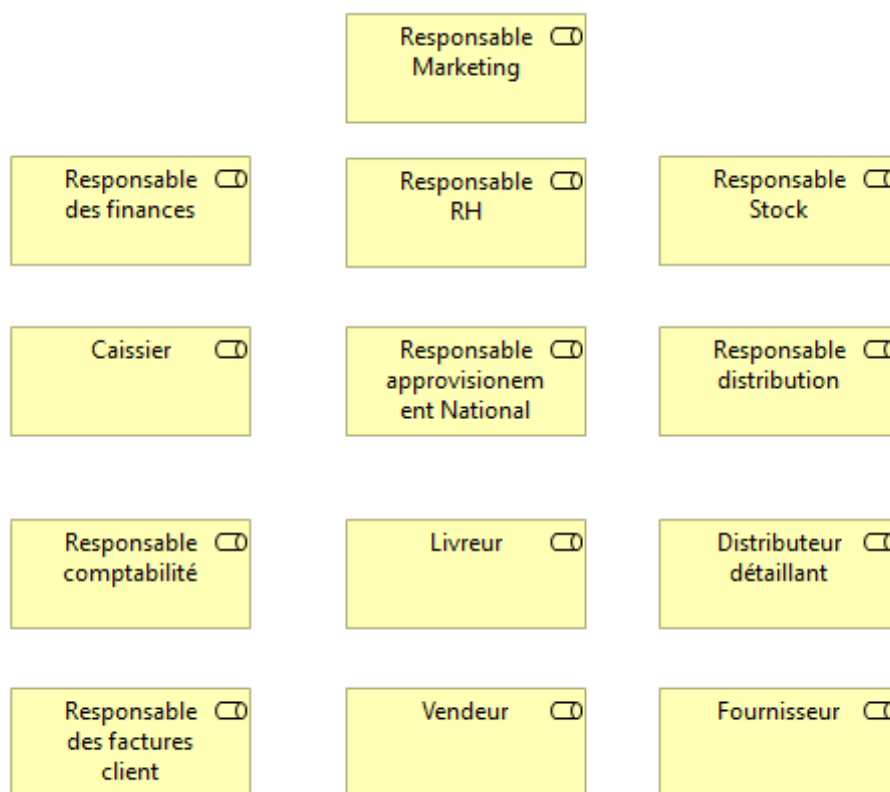 Responsable
Marketing
Responsable
des finances
Responsable
RH
Responsable
Stock
Caissier
Responsable
approvisionem
ent National
Responsable
distribution
Responsable
comptabilité
Livreur
Distributeur
détaillant
Responsable
des factures
client
Vendeur
Fournisseur